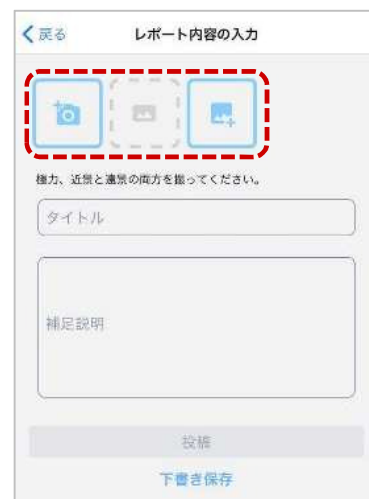 戻る レポート内容の入力
極力、近景と遠景の両方を撮ってください。
タイトル
補足説明
投稿
下書き保存